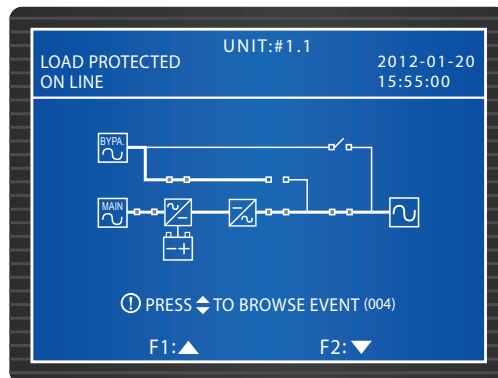 UNIT:#1.1
LOAD PROTECTED
2012-01-20
ON LINE
15:55:00
BYPA.
MAIN
PRESS TO BROWSE EVENT (004)
F1: F2: